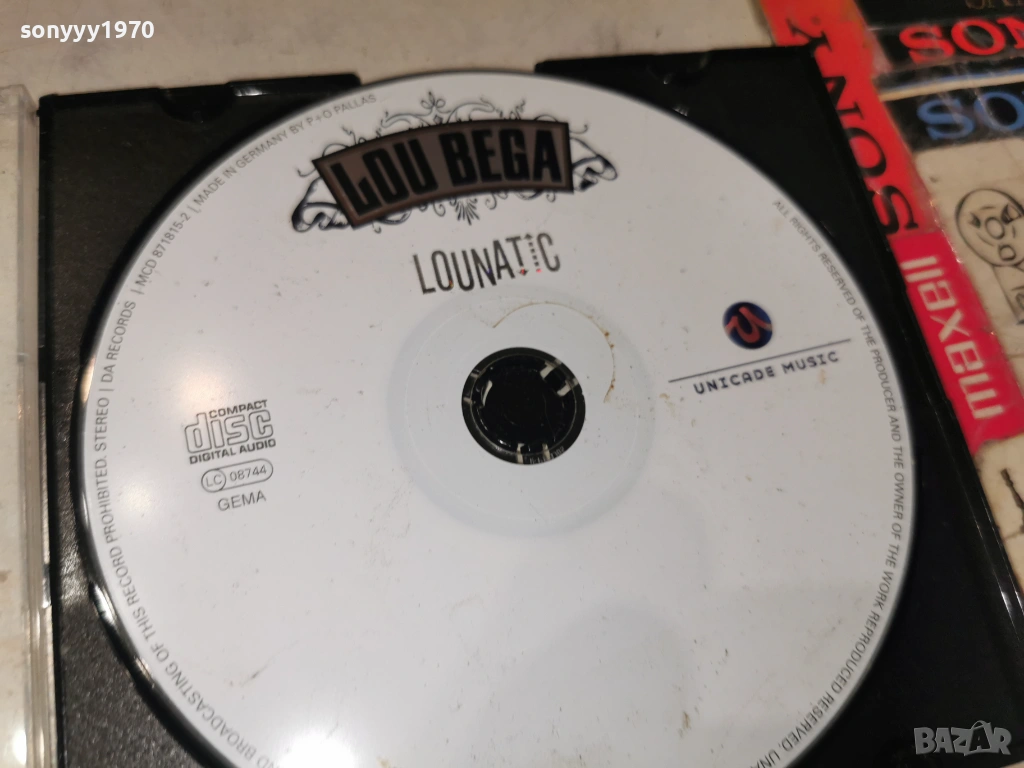 sonyyy1970
LOU BEGA
LOUNATIC
UNICADE MUSIC
COMPACT
disc
DIGITAL AUDIO
LC 08744
GEMA
BROADCASTING OF THIS RECORD PROHIBITED. STEREO | DA RECORDS | MCD 871815-2 | MADE IN GERMANY BY P+O PALLAS
ALL RIGHTS RESERVED OF THE PRODUCER AND THE OWNER OF THE WORK REPRODUCED RESERVED.
SONY
maxell
BAZAR